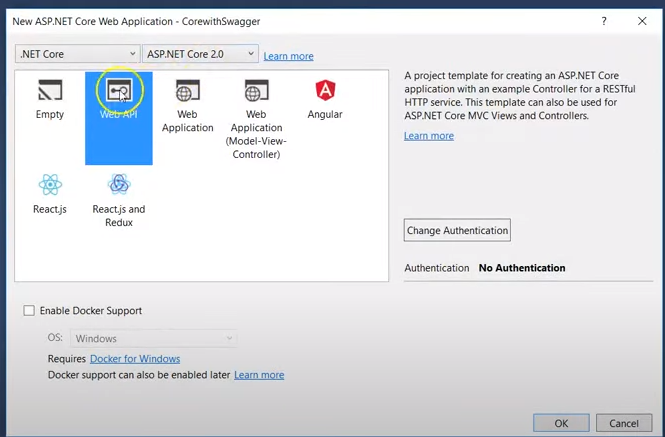 New ASP.NET Core Web Application - CorewithSwagger
.NET Core
ASP.NET Core 2.0
Learn more
Empty
Web API
Web
Application
Web
Application
(Model-View-
Controller)
Angular
React.js
React.js and
Redux
A project template for creating an ASP.NET Core
application with an example Controller for a RESTful
HTTP service. This template can also be used for
ASP.NET Core MVC Views and Controllers.
Learn more
Change Authentication
Authentication No Authentication
Enable Docker Support
OS: Windows
Requires Docker for Windows
Docker support can also be enabled later Learn more
OK
Cancel